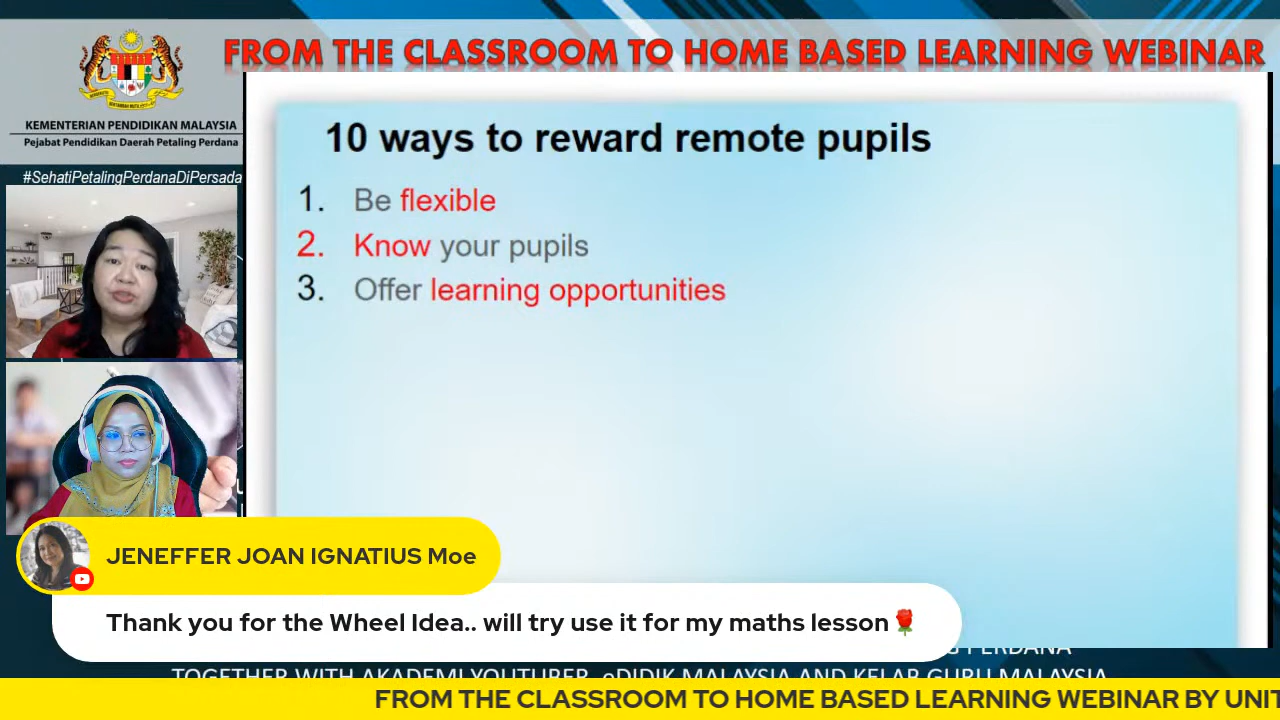 FROM THE CLASSROOM TO HOME BASED LEARNING WEBINAR
KEMENTERIAN PENDIDIKAN MALAYSIA
Pejabat Pendidikan Daerah Petaling Perdana
#SehatiPetalingPerdanaDiPersada
10 ways to reward remote pupils
1. Be flexible
2. Know your pupils
3. Offer learning opportunities
JENEFFER JOAN IGNATIUS Moe
Thank you for the Wheel Idea.. will try use it for my maths lesson🌹
PERDANA
TOGETHER WITH AKADEMI YOUTUBER, eDIDIK MALAYSIA AND KELAB GURU MALAYSIA
FROM THE CLASSROOM TO HOME BASED LEARNING WEBINAR BY UNIT